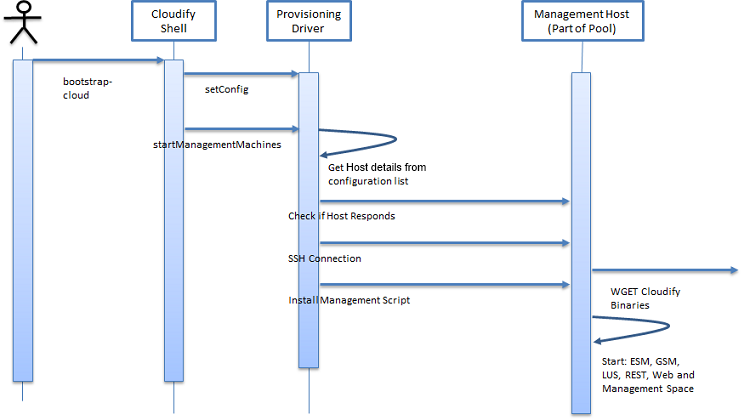 Cloudify
Shell
Provisioning
Driver
Management Host
(Part of Pool)
bootstrap-
cloud
setConfig
startManagementMachines
Get Host details from
configuration list
Check if Host Responds
SSH Connection
Install Management Script
WGET Cloudify
Binaries
Start: ESM, GSM,
LUS, REST, Web and
Management Space